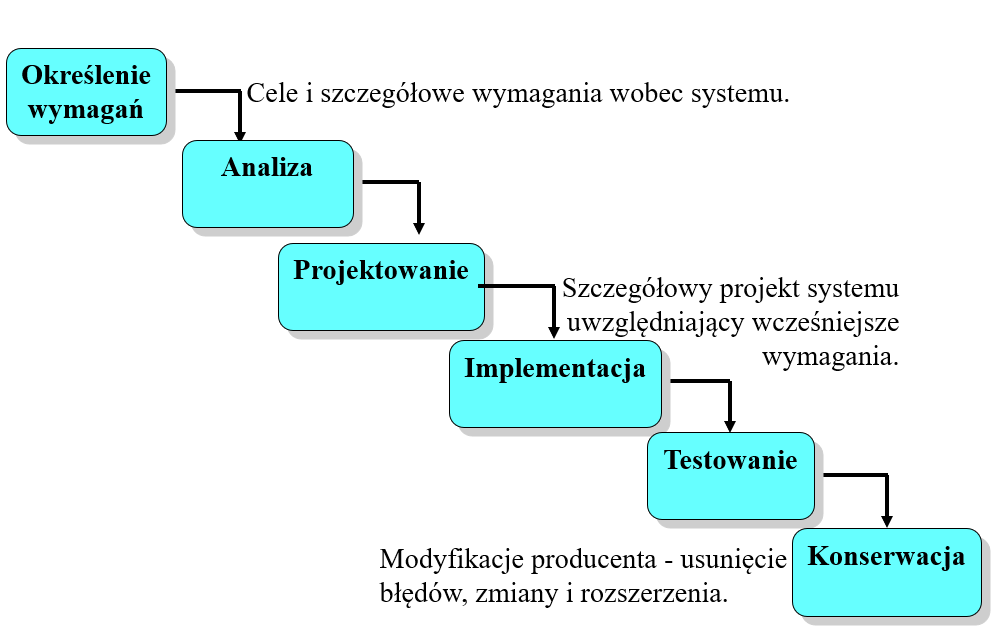 Określenie
wymagań
Cele i szczegółowe wymagania wobec systemu.
Analiza
Projektowanie
Szczegółowy projekt systemu
uwzględniający wcześniejsze
wymagania.
Implementacja
Testowanie
Konserwacja
Modyfikacje producenta - usunięcie
błędów, zmiany i rozszerzenia.